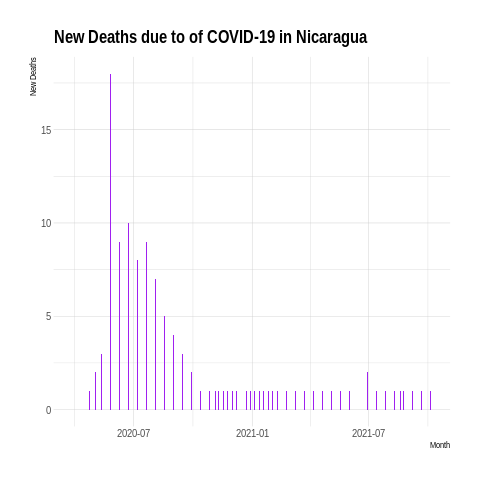 New Deaths due to of COVID-19 in Nicaragua
New Deaths
15
10
5
0
2020-07
2021-01
2021-07
Month